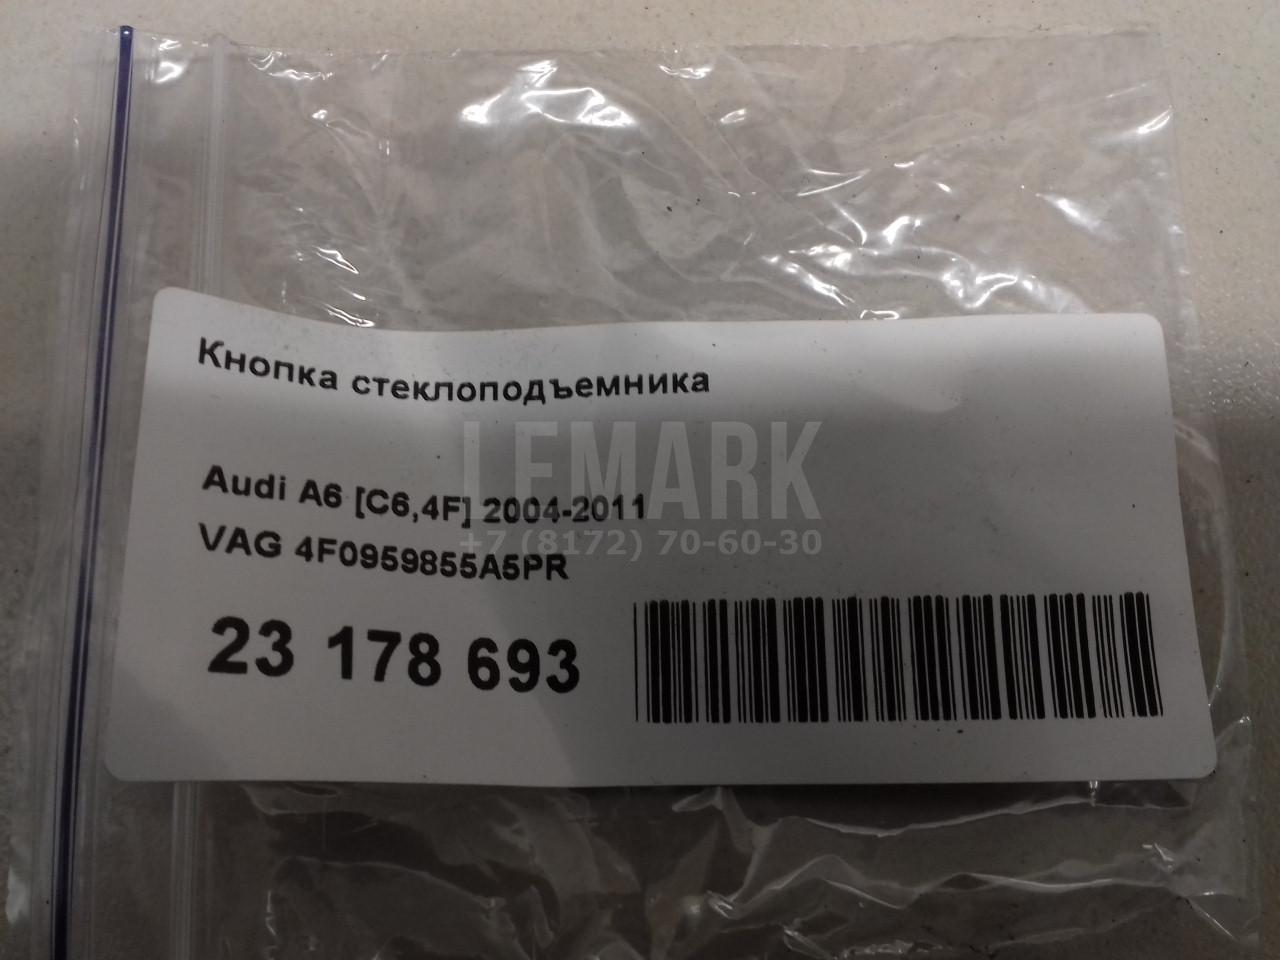 Кнопка стеклоподъемника
LEMARK
Audi A6 [C6,4F] 2004-2011
+7 (8172) 70-60-30
VAG 4F0959855A5PR
23 178 693